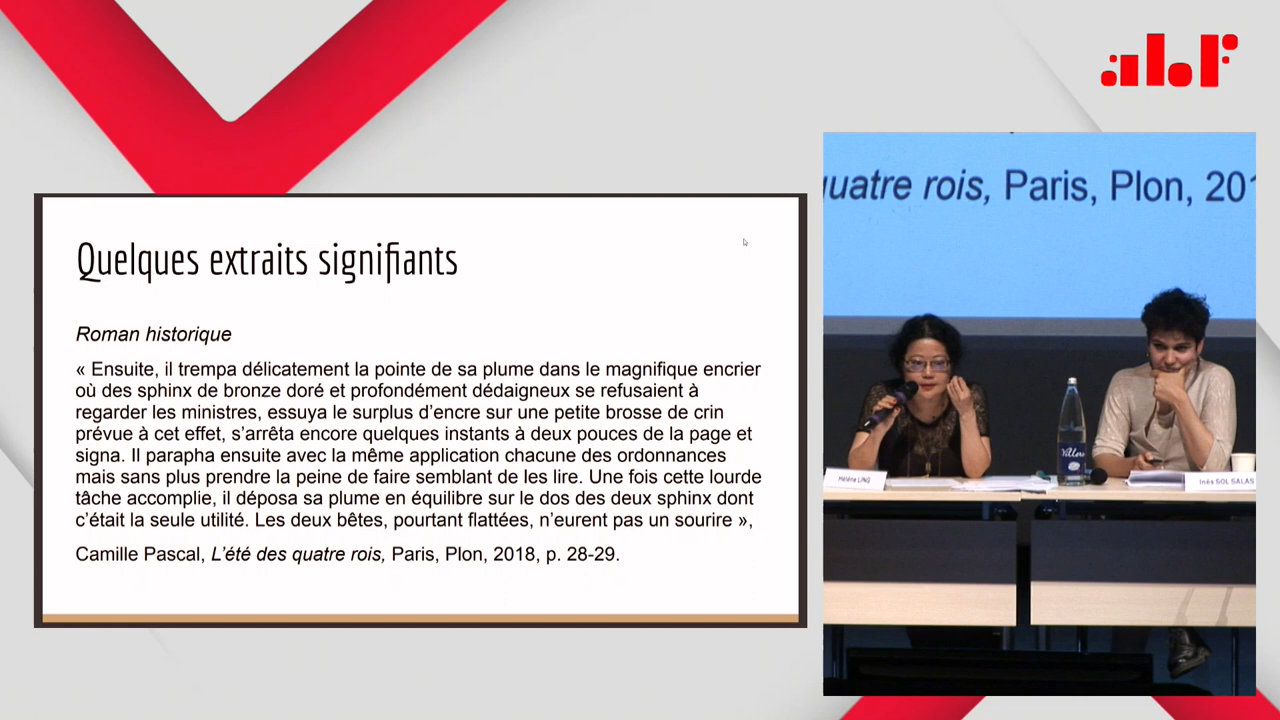 abf
Quelques extraits signifiants
Roman historique
« Ensuite, il trempa délicatement la pointe de sa plume dans le magnifique encrier
où des sphinx de bronze doré et profondément dédaigneux se refusaient à
regarder les ministres, essuya le surplus d’encre sur une petite brosse de crin
prévue à cet effet, s’arrêta encore quelques instants à deux pouces de la page et
signa. Il parapha ensuite avec la même application chacune des ordonnances
mais sans plus prendre la peine de faire semblant de les lire. Une fois cette lourde
tâche accomplie, il déposa sa plume en équilibre sur le dos des deux sphinx dont
c’était la seule utilité. Les deux bêtes, pourtant flattées, n’eurent pas un sourire »,
Camille Pascal, L’été des quatre rois, Paris, Plon, 2018, p. 28-29.
quatre rois, Paris, Plon, 201
Hélène LING
Inès SOL SALAS